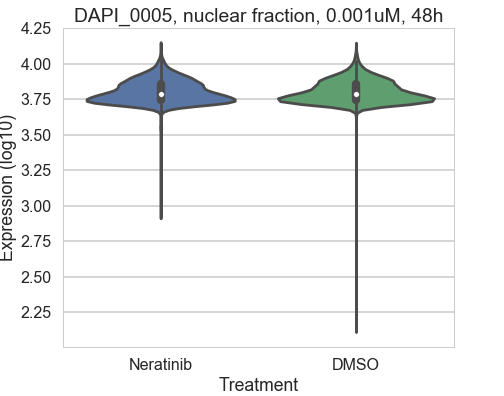 DAPI_0005, nuclear fraction, 0.001uM, 48h
4.25
4.00
3.75
3.50
3.25
3.00
2.75
2.50
2.25
Expression (log10)
Neratinib DMSO
Treatment